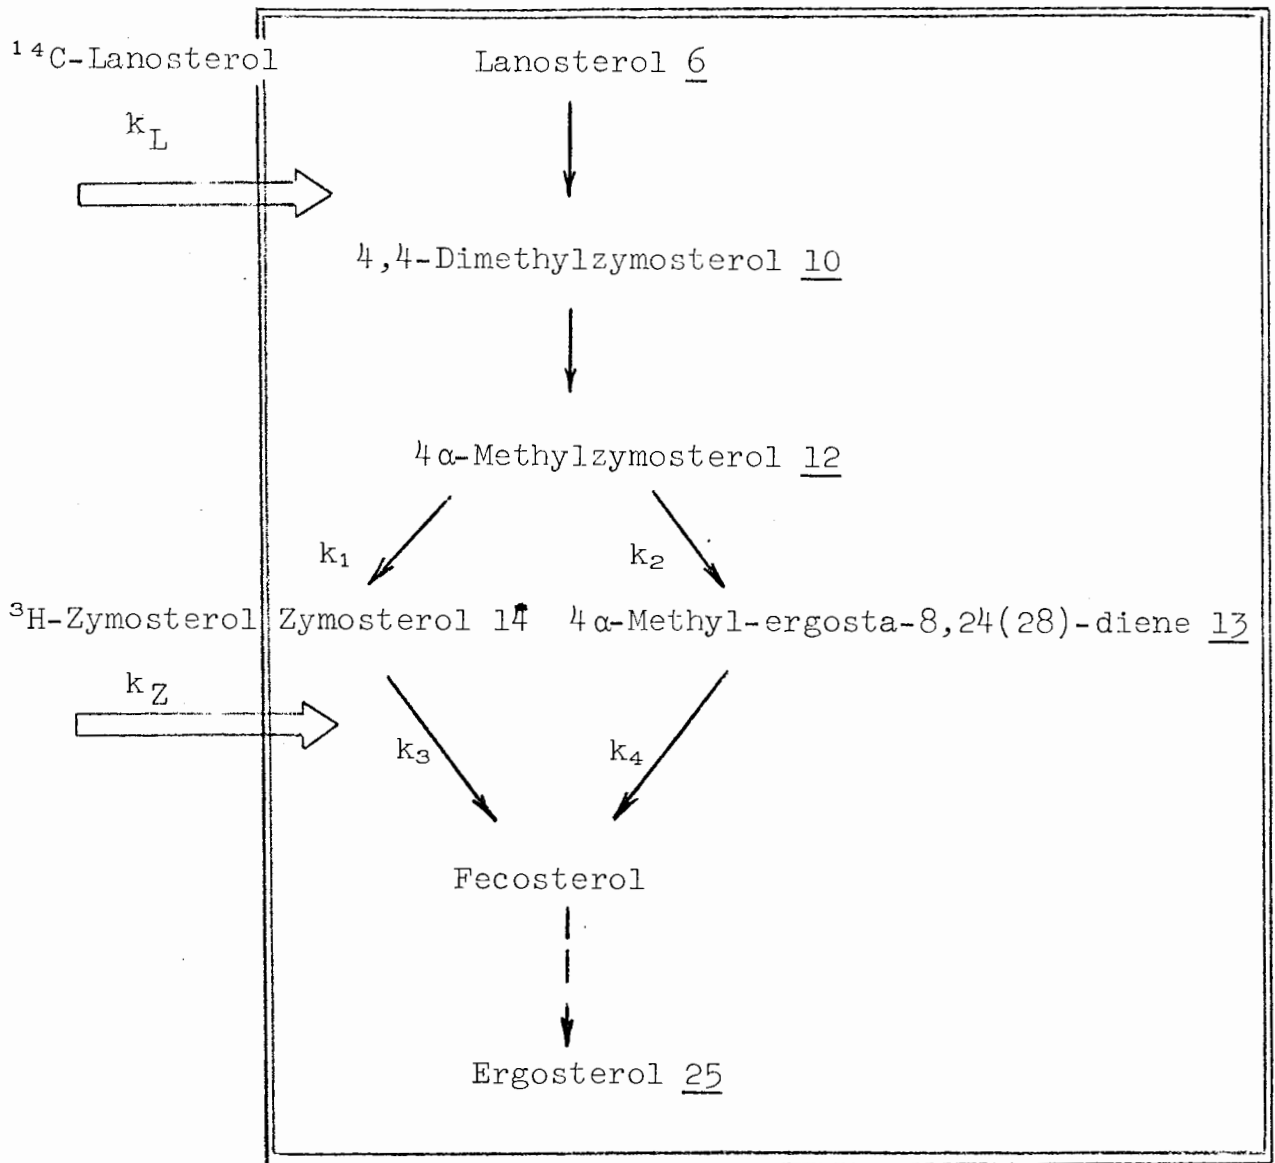 ¹⁴C-Lanosterol
Lanosterol 6
k_L
4,4-Dimethylzymosterol 10
4α-Methylzymosterol 12
k₁
k₂
³H-Zymosterol
Zymosterol 14
4α-Methyl-ergosta-8,24(28)-diene 13
k_Z
k₃
k₄
Fecosterol
Ergosterol 25